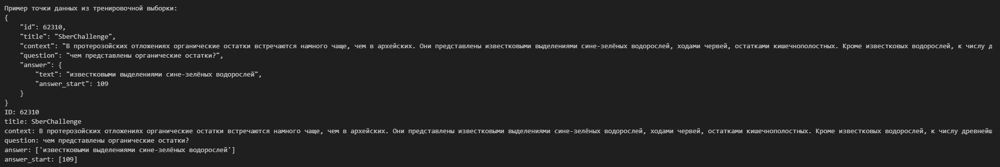 Пример точки данных из тренировочной выборки:
{
    "id": 62310,
    "title": "SberChallenge",
    "context": "В протерозойских отложениях органические остатки встречаются намного чаще, чем в архейских. Они представлены известковыми выделениями сине-зелёных водорослей, ходами червей, остатками кишечнополостных. Кроме известковых водорослей, к числу д
    "question": "чем представлены органические остатки?",
    "answer": {
        "text": "известковыми выделениями сине-зелёных водорослей",
        "answer_start": 109
    }
}
ID: 62310
title: SberChallenge
context: В протерозойских отложениях органические остатки встречаются намного чаще, чем в архейских. Они представлены известковыми выделениями сине-зелёных водорослей, ходами червей, остатками кишечнополостных. Кроме известковых водорослей, к числу древнейш
question: чем представлены органические остатки?
answer: ['известковыми выделениями сине-зелёных водорослей']
answer_start: [109]